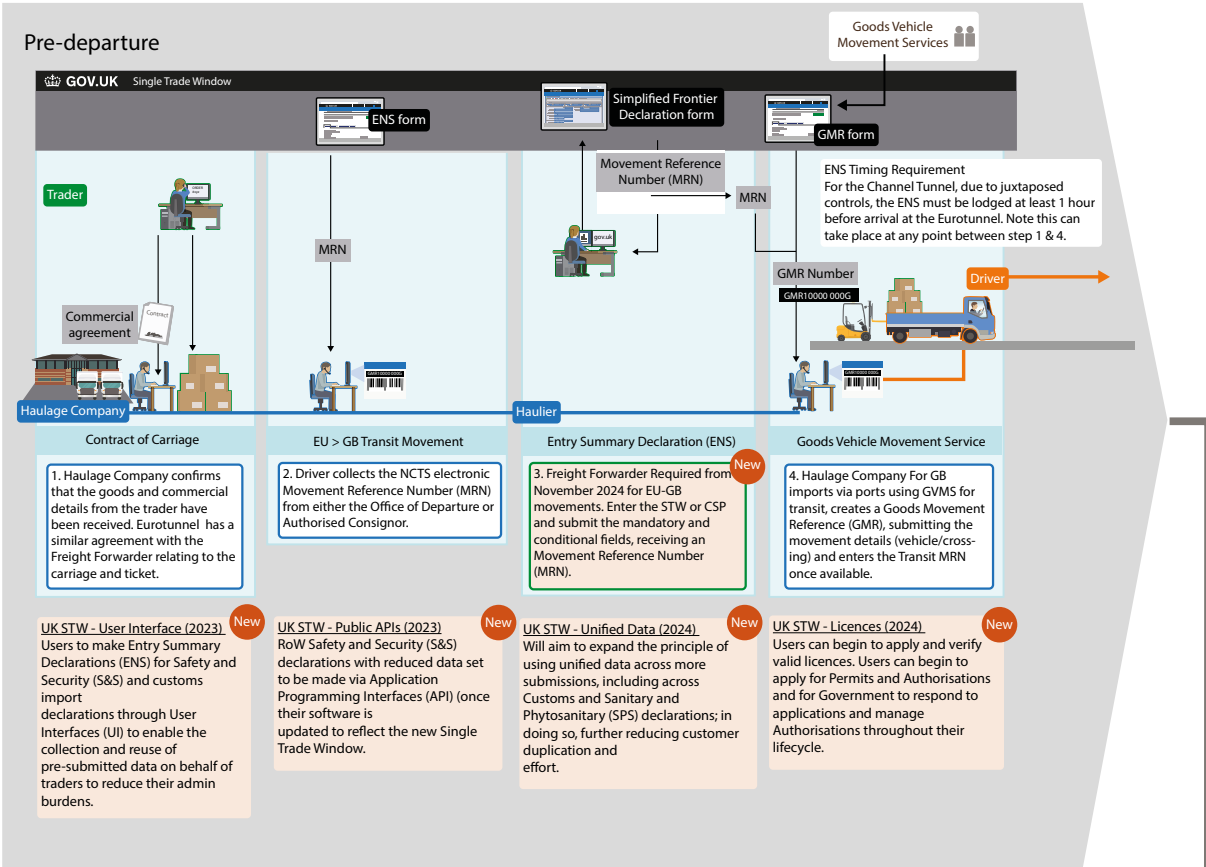 Pre-departure
Goods Vehicle
Movement Services
GOV.UK Single Trade Window
ENS form
Simplified Frontier
Declaration form
GMR form
Trader
Movement Reference
Number (MRN)
MRN
MRN
ENS Timing Requirement
For the Channel Tunnel, due to juxtaposed
controls, the ENS must be lodged at least 1 hour
before arrival at the Eurotunnel. Note this can
take place at any point between step 1 & 4.
gov.uk
GMR Number
GMR10000 000G
Driver
Commercial
agreement
Contract
GMR10000 000G
GMR10000 000G
Haulage Company
Haulier
Contract of Carriage
1. Haulage Company confirms
that the goods and commercial
details from the trader have
been received. Eurotunnel has a
similar agreement with the
Freight Forwarder relating to the
carriage and ticket.
EU > GB Transit Movement
2. Driver collects the NCTS electronic
Movement Reference Number (MRN)
from either the Office of Departure or
Authorised Consignor.
Entry Summary Declaration (ENS)
New
3. Freight Forwarder Required from
November 2024 for EU-GB
movements. Enter the STW or CSP
and submit the mandatory and
conditional fields, receiving an
Movement Reference Number
(MRN).
Goods Vehicle Movement Service
4. Haulage Company For GB
imports via ports using GVMS for
transit, creates a Goods Movement
Reference (GMR), submitting the
movement details (vehicle/cross-
ing) and enters the Transit MRN
once available.
New
UK STW - User Interface (2023)
Users to make Entry Summary
Declarations (ENS) for Safety and
Security (S&S) and customs
import
declarations through User
Interfaces (UI) to enable the
collection and reuse of
pre-submitted data on behalf of
traders to reduce their admin
burdens.
New
UK STW - Public APIs (2023)
RoW Safety and Security (S&S)
declarations with reduced data set
to be made via Application
Programming Interfaces (API) (once
their software is
updated to reflect the new Single
Trade Window.
New
UK STW - Unified Data (2024)
Will aim to expand the principle of
using unified data across more
submissions, including across
Customs and Sanitary and
Phytosanitary (SPS) declarations; in
doing so, further reducing customer
duplication and
effort.
New
UK STW - Licences (2024)
Users can begin to apply and verify
valid licences. Users can begin to
apply for Permits and Authorisations
and for Government to respond to
applications and manage
Authorisations throughout their
lifecycle.